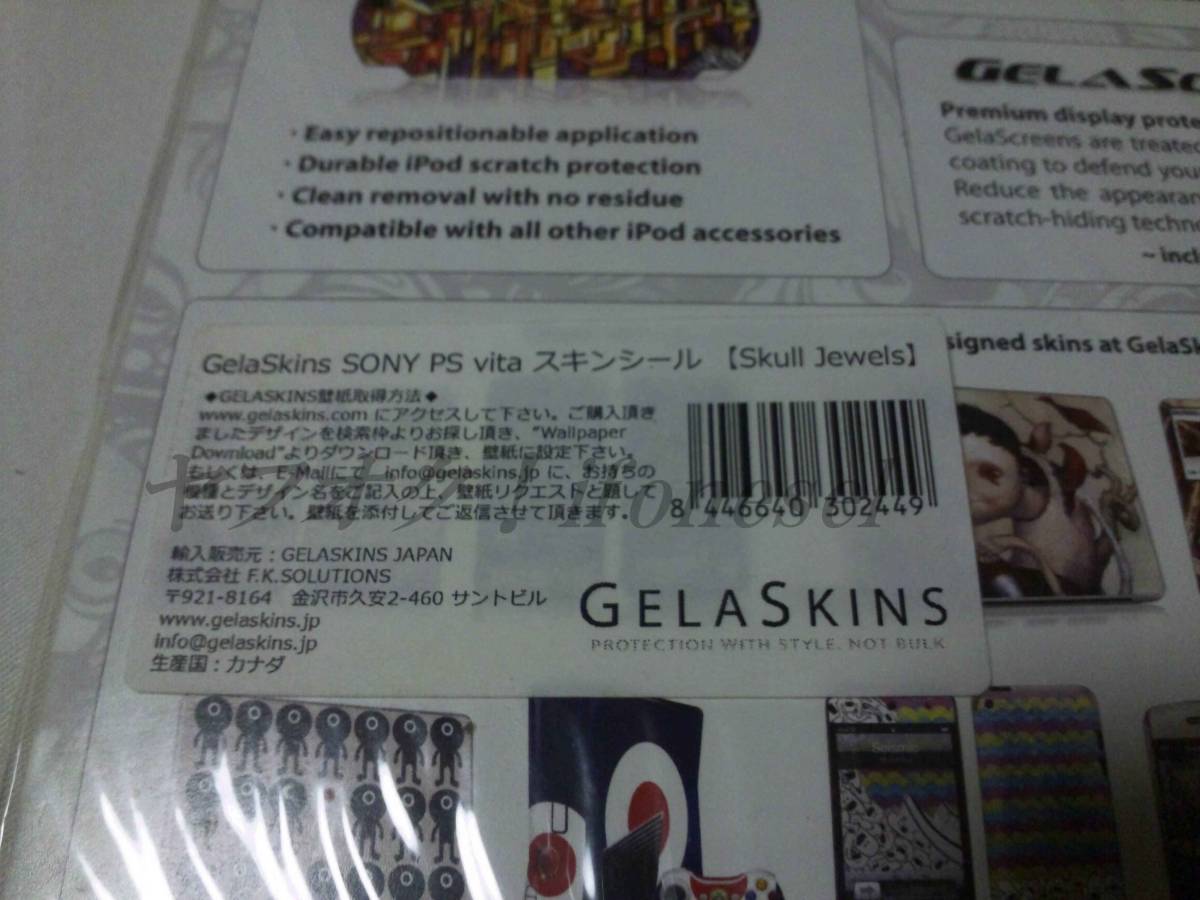 · Easy repositionable application
· Durable iPod scratch protection
· Clean removal with no residue
· Compatible with all other iPod accessories
GELASC
Premium display prote
GelaScreens are treated
coating to defend you
Reduce the appearan
scratch-hiding techn
~ incl
signed skins at GelaSk
GelaSkins SONY PS vita スキンシール 【Skull Jewels】
◆GELASKINS壁紙取得方法◆
www.gelaskins.com にアクセスして下さい。ご購入頂き
ましたデザインを検索枠よりお探し頂き、"Wallpaper
Download"よりダウンロード頂き、壁紙に設定下さい。
もしくは、E-Mailにて info@gelaskins.jp に、お持ちの
機種とデザイン名をご記入の上、壁紙リクエストと題して
お送り下さい。壁紙を添付してご返信させて頂きます。
8 446640 302449
輸入販売元：GELASKINS JAPAN
株式会社 F.K.SOLUTIONS
〒921-8164 金沢市久安2-460 サントビル
www.gelaskins.jp
info@gelaskins.jp
生産国：カナダ
GELASKINS
PROTECTION WITH STYLE. NOT BULK